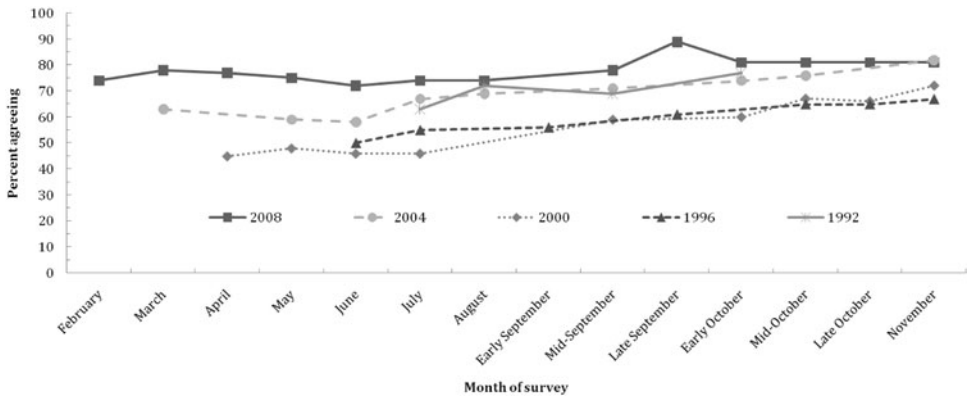 100
90
80
70
60
50
40
30
20
10
0
Percent agreeing
2008 2004 2000 1996 1992
February March April May June July August Early September Mid-September Late September Early October Mid-October Late October November
Month of survey